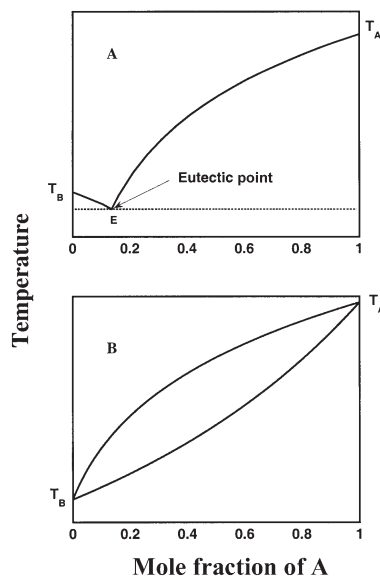 A
T_A
Eutectic point
T_B
E
0 0.2 0.4 0.6 0.8 1
Temperature
B
T_A
T_B
0 0.2 0.4 0.6 0.8 1
Mole fraction of A